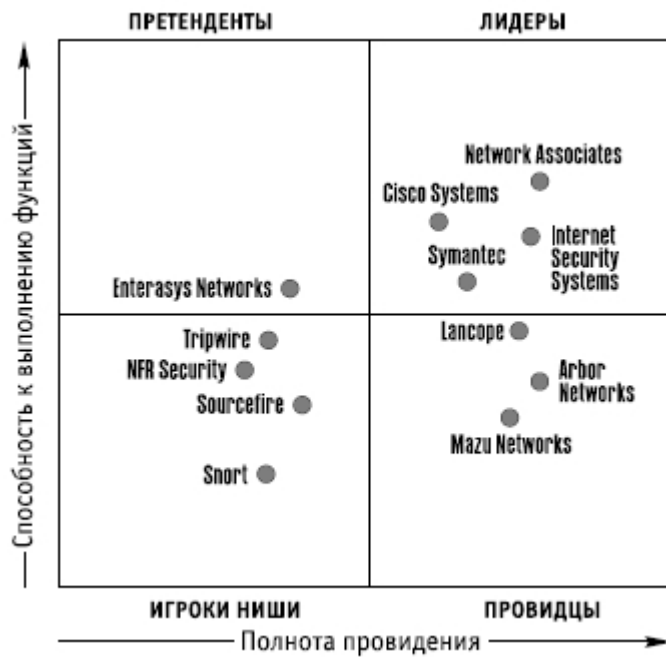 ПРЕТЕНДЕНТЫ
ЛИДЕРЫ
Способность к выполнению функций
Network Associates
Cisco Systems
Internet
Security
Systems
Symantec
Enterasys Networks
Lancope
Tripwire
NFR Security
Arbor
Networks
Sourcefire
Mazu Networks
Snort
ИГРОКИ НИШИ
ПРОВИДЦЫ
Полнота провидения